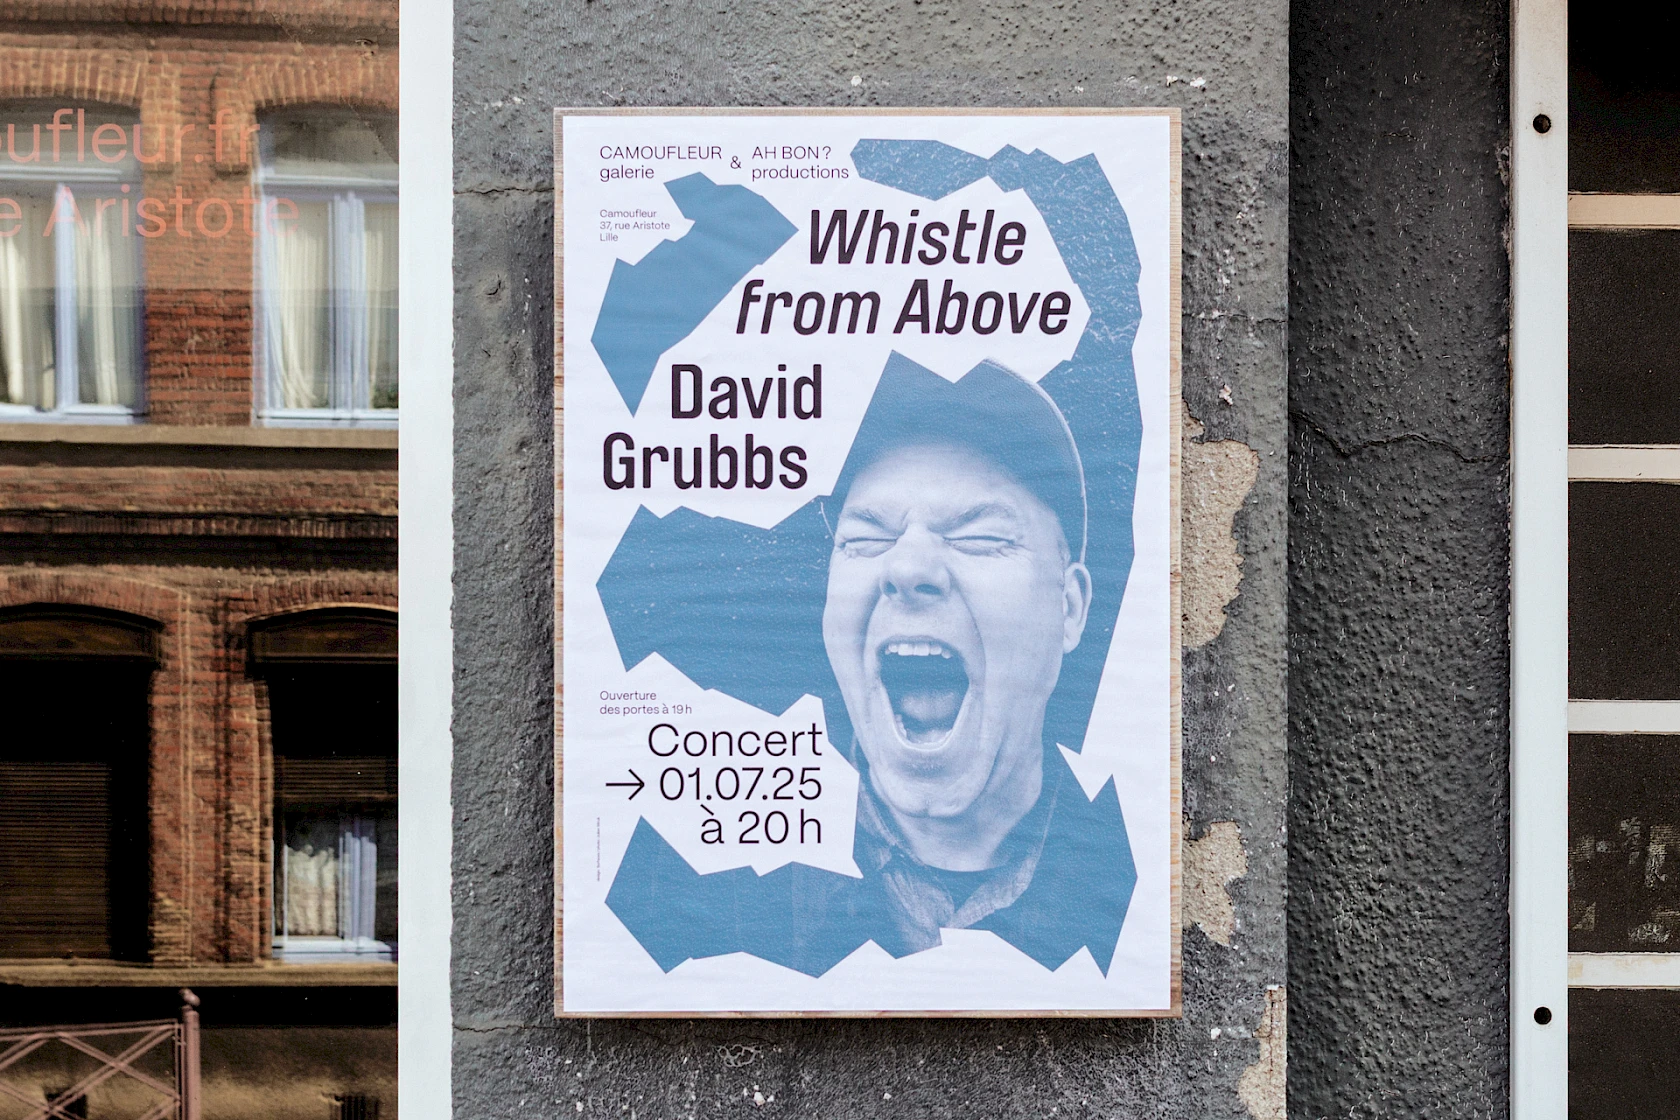 oufleur.fr
e Aristote
CAMOUFLEUR
galerie
&
AH BON ?
productions
Camoufleur
37, rue Aristote
Lille
Whistle
from Above
David
Grubbs
Ouverture
des portes à 19 h
Concert
→ 01.07.25
à 20 h